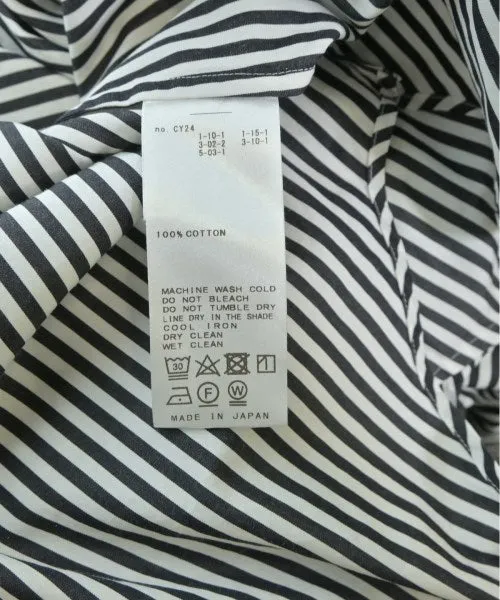 no. CY24
1-10-1 1-15-1
3-02-2 3-10-1
5-03-1
100% COTTON
MACHINE WASH COLD
DO NOT BLEACH
DO NOT TUMBLE DRY
LINE DRY IN THE SHADE
COOL IRON
DRY CLEAN
WET CLEAN
30
F W
MADE IN JAPAN